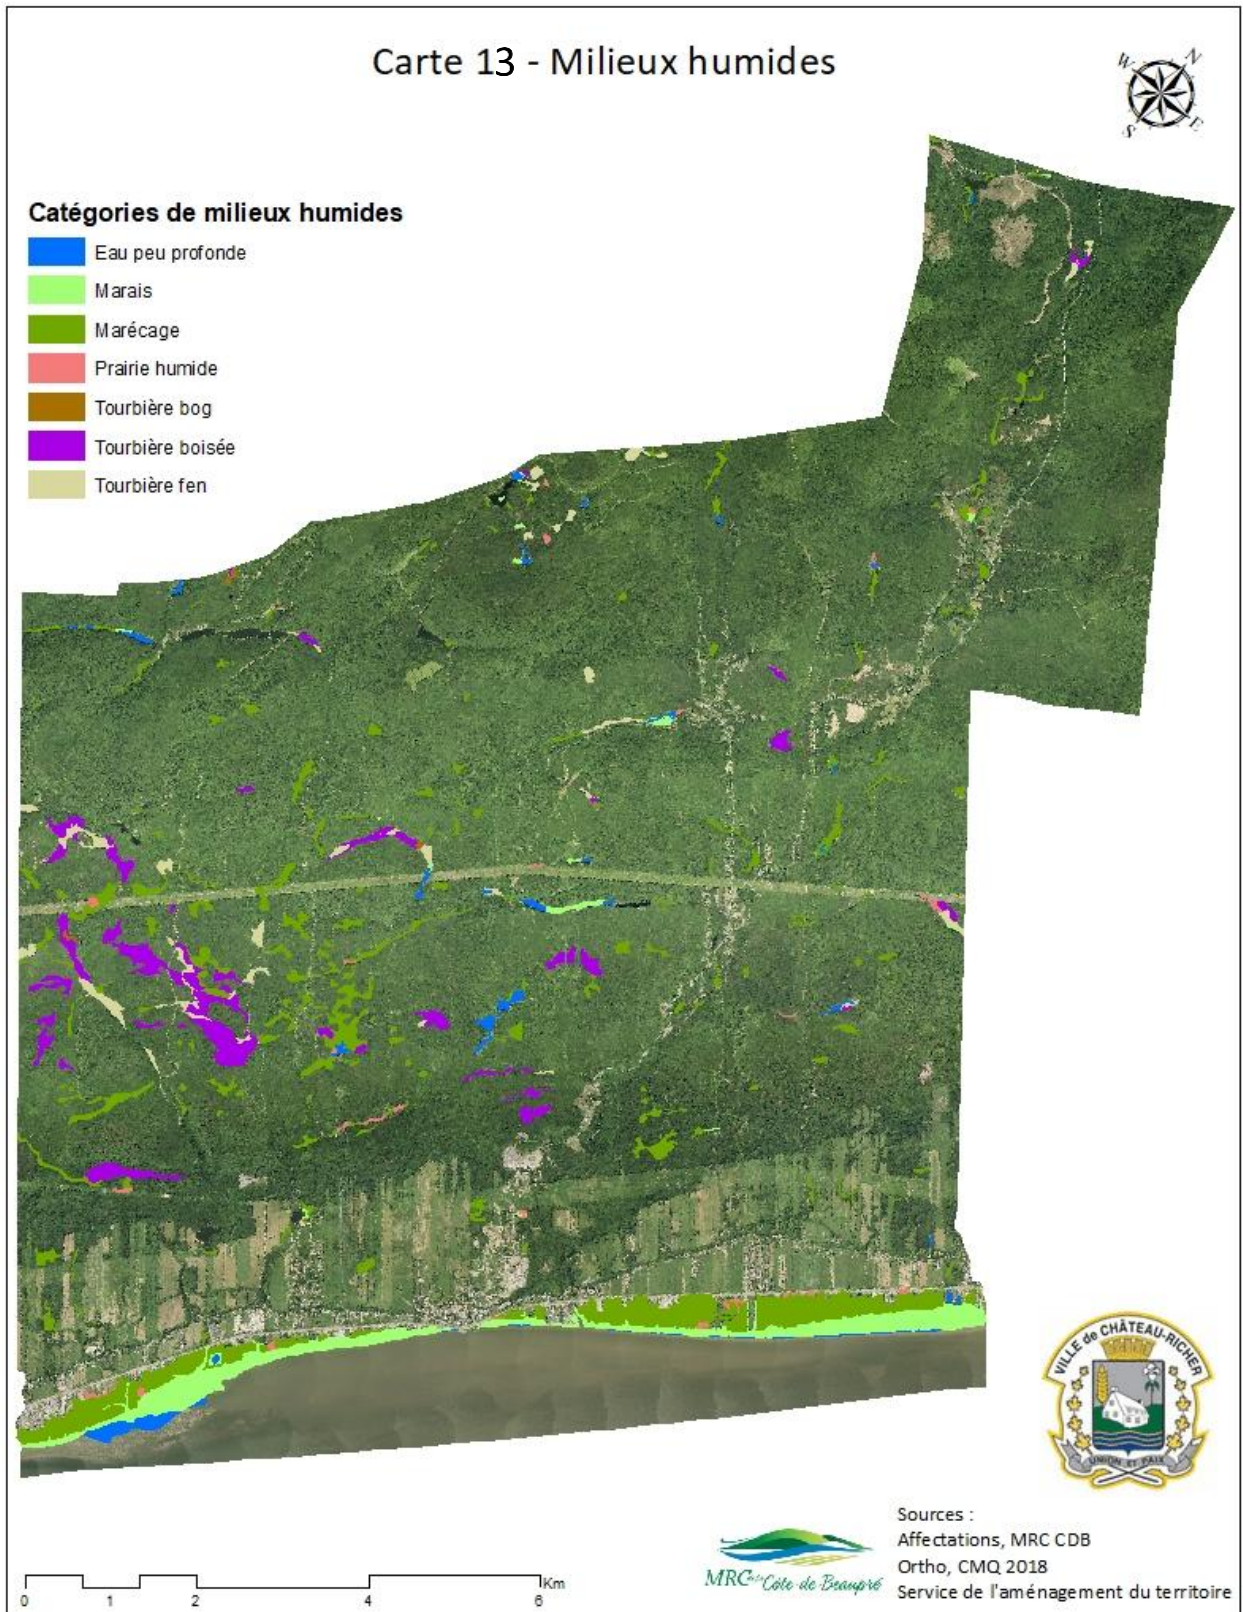 Carte 13 - Milieux humides
W N
S E
Catégories de milieux humides
Eau peu profonde
Marais
Marécage
Prairie humide
Tourbière bog
Tourbière boisée
Tourbière fen
VILLE de CHÂTEAU-RICHER
UNION ET PAIX
Sources :
Affectations, MRC CDB
Ortho, CMQ 2018
Service de l'aménagement du territoire
MRC de la Côte-de-Beaupré
Km
0 1 2 4 6